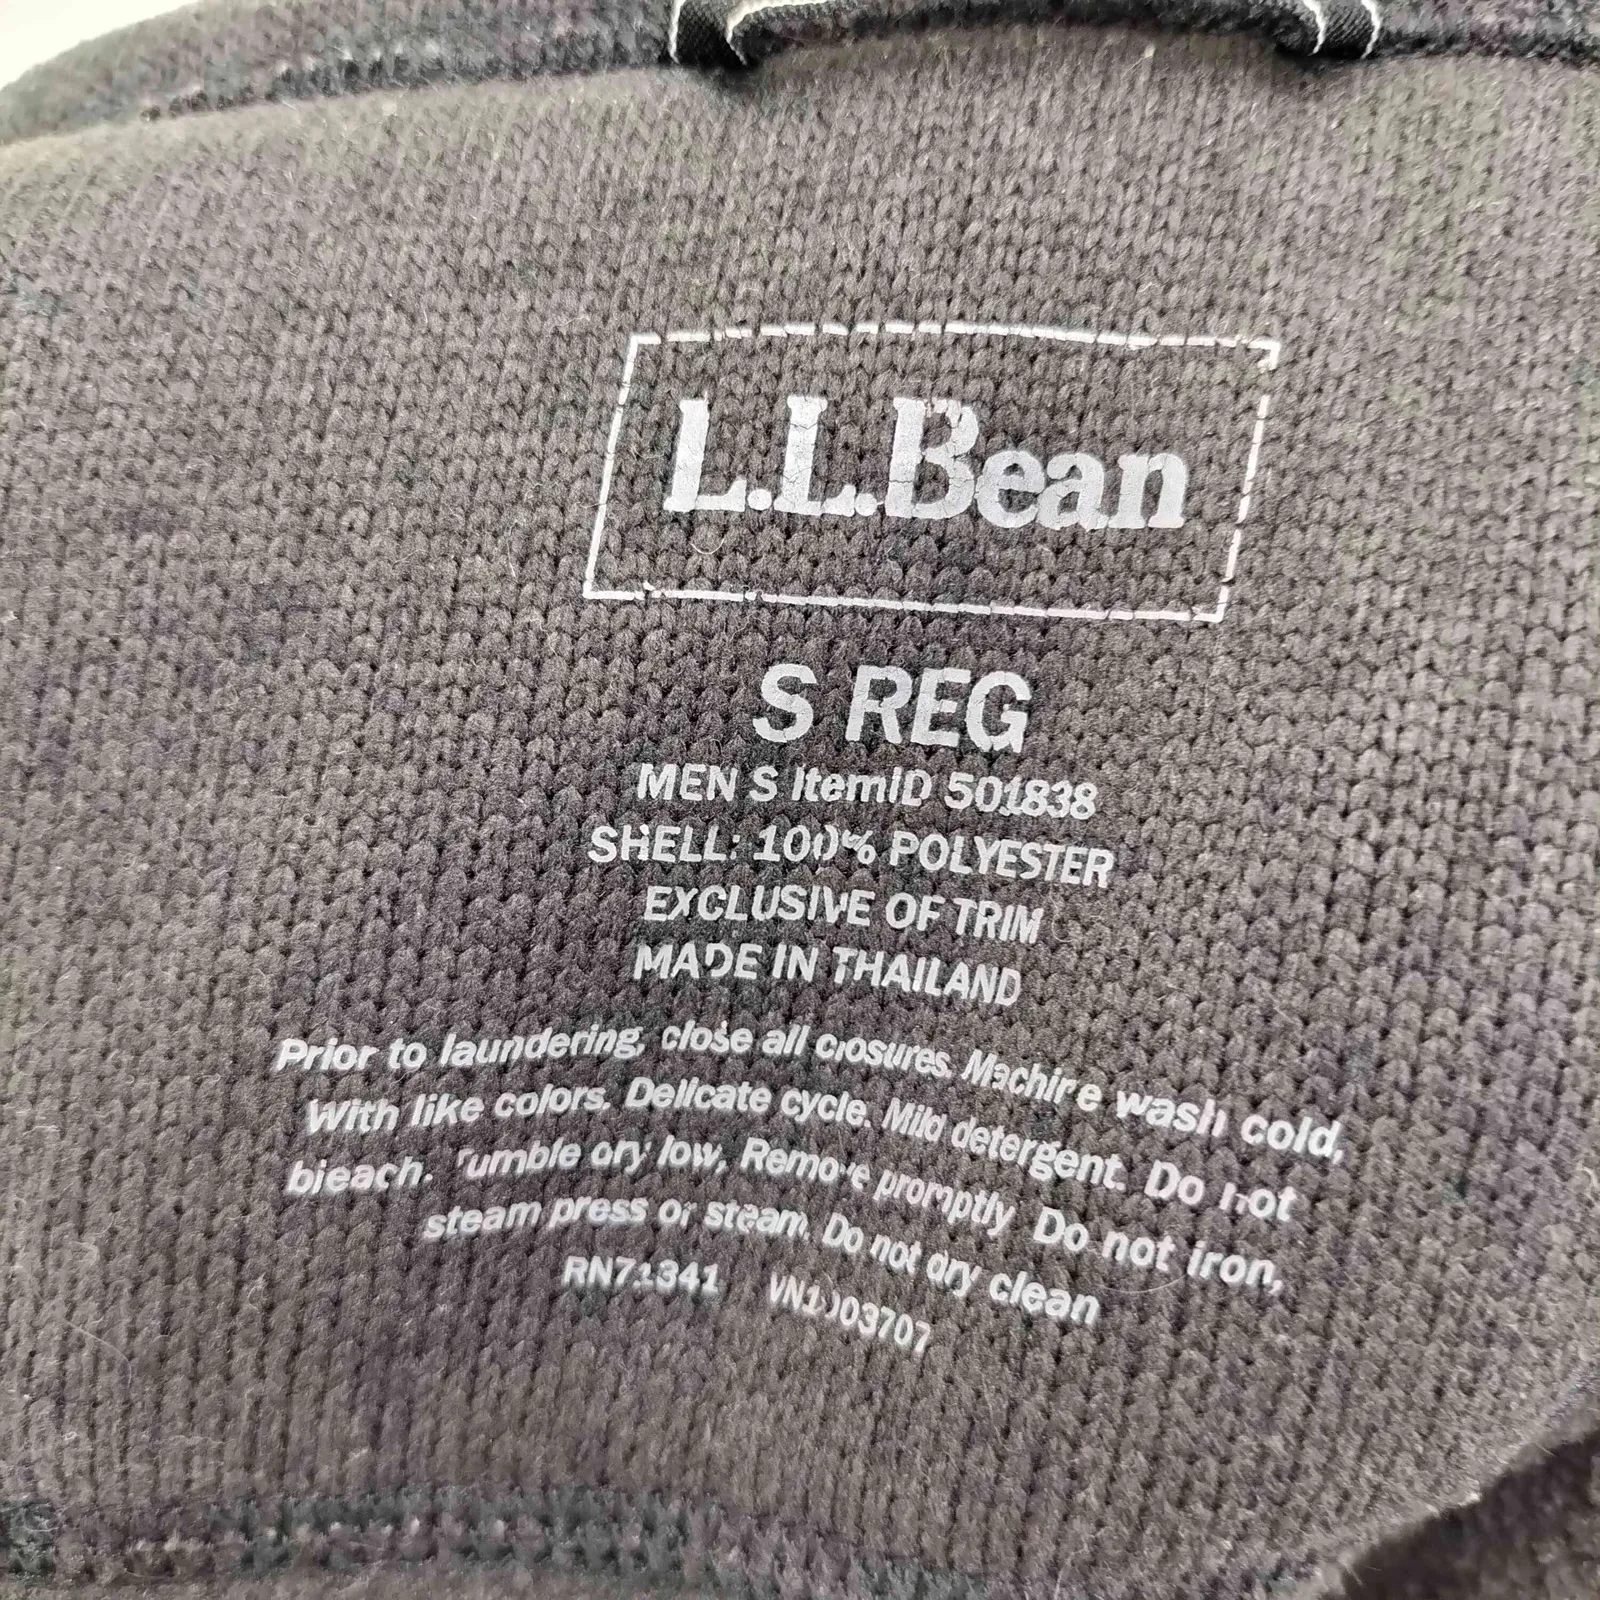 L.L.Bean
S REG
MEN S ItemID 501838
SHELL: 100% POLYESTER
EXCLUSIVE OF TRIM
MADE IN THAILAND
Prior to laundering, close all closures. Machine wash cold,
With like colors. Delicate cycle. Mild detergent. Do not
bleach. Tumble dry low, Remove promptly. Do not iron,
steam press or steam. Do not dry clean
RN71341 VN1003707